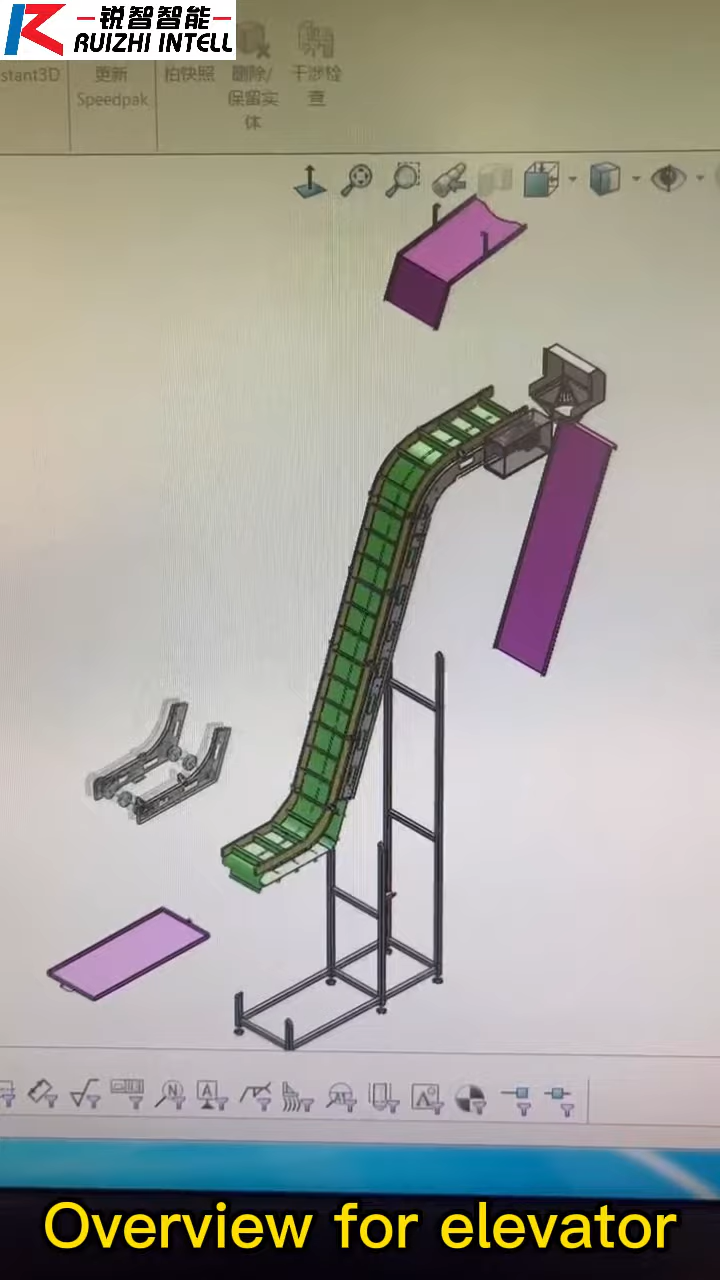 锐智智能
RUIZHI INTELL
stant3D
更新
Speedpak
拍快照
删除/
保留实
体
干涉检
查
N
A
Overview for elevator